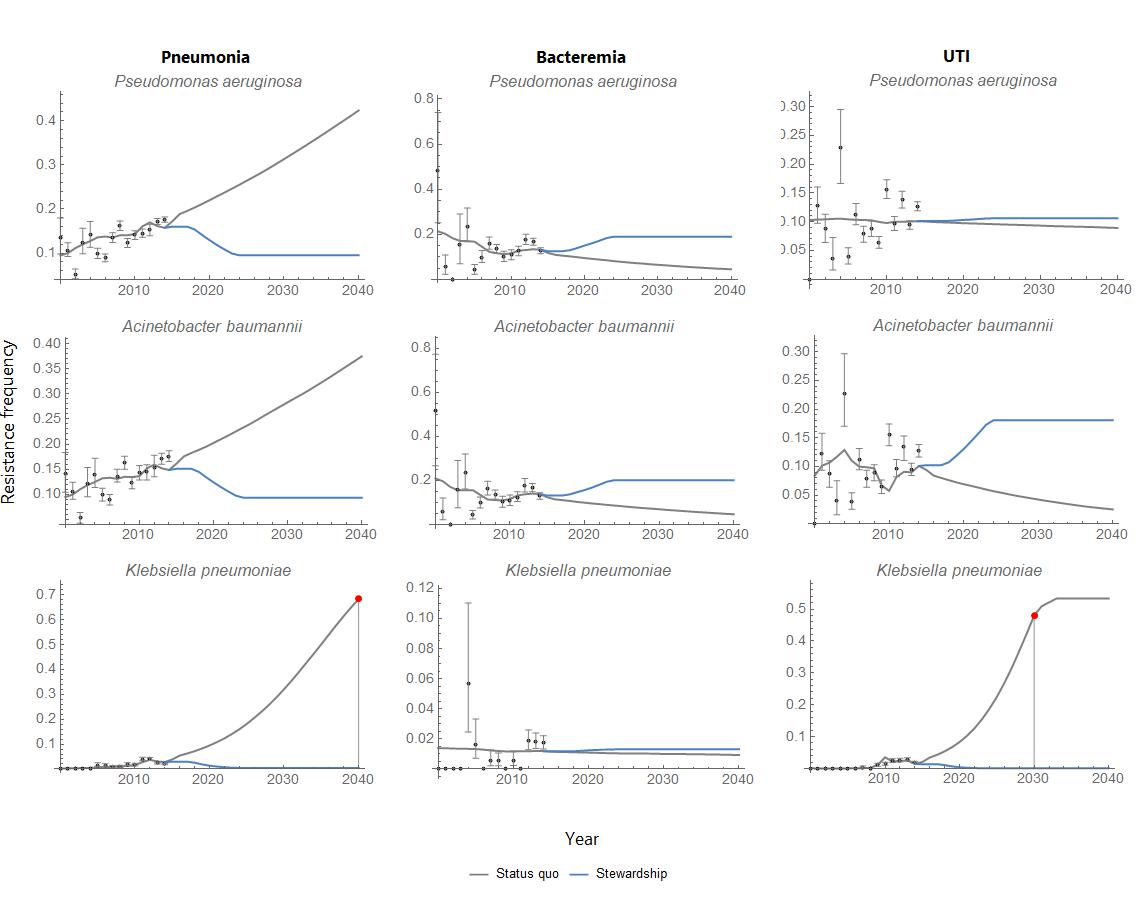 Pneumonia
Bacteremia
UTI
Pseudomonas aeruginosa
Pseudomonas aeruginosa
Pseudomonas aeruginosa
0.4
0.3
0.2
0.1
2010 2020 2030 2040
0.8
0.6
0.4
0.2
2010 2020 2030 2040
0.30
0.25
0.20
0.15
0.10
0.05
2010 2020 2030 2040
Resistance frequency
Acinetobacter baumannii
Acinetobacter baumannii
Acinetobacter baumannii
0.40
0.35
0.30
0.25
0.20
0.15
0.10
2010 2020 2030 2040
0.8
0.6
0.4
0.2
2010 2020 2030 2040
0.30
0.25
0.20
0.15
0.10
0.05
2010 2020 2030 2040
Klebsiella pneumoniae
Klebsiella pneumoniae
Klebsiella pneumoniae
0.7
0.6
0.5
0.4
0.3
0.2
0.1
2010 2020 2030 2040
0.12
0.10
0.08
0.06
0.04
0.02
2010 2020 2030 2040
0.5
0.4
0.3
0.2
0.1
2010 2020 2030 2040
Year
Status quo Stewardship